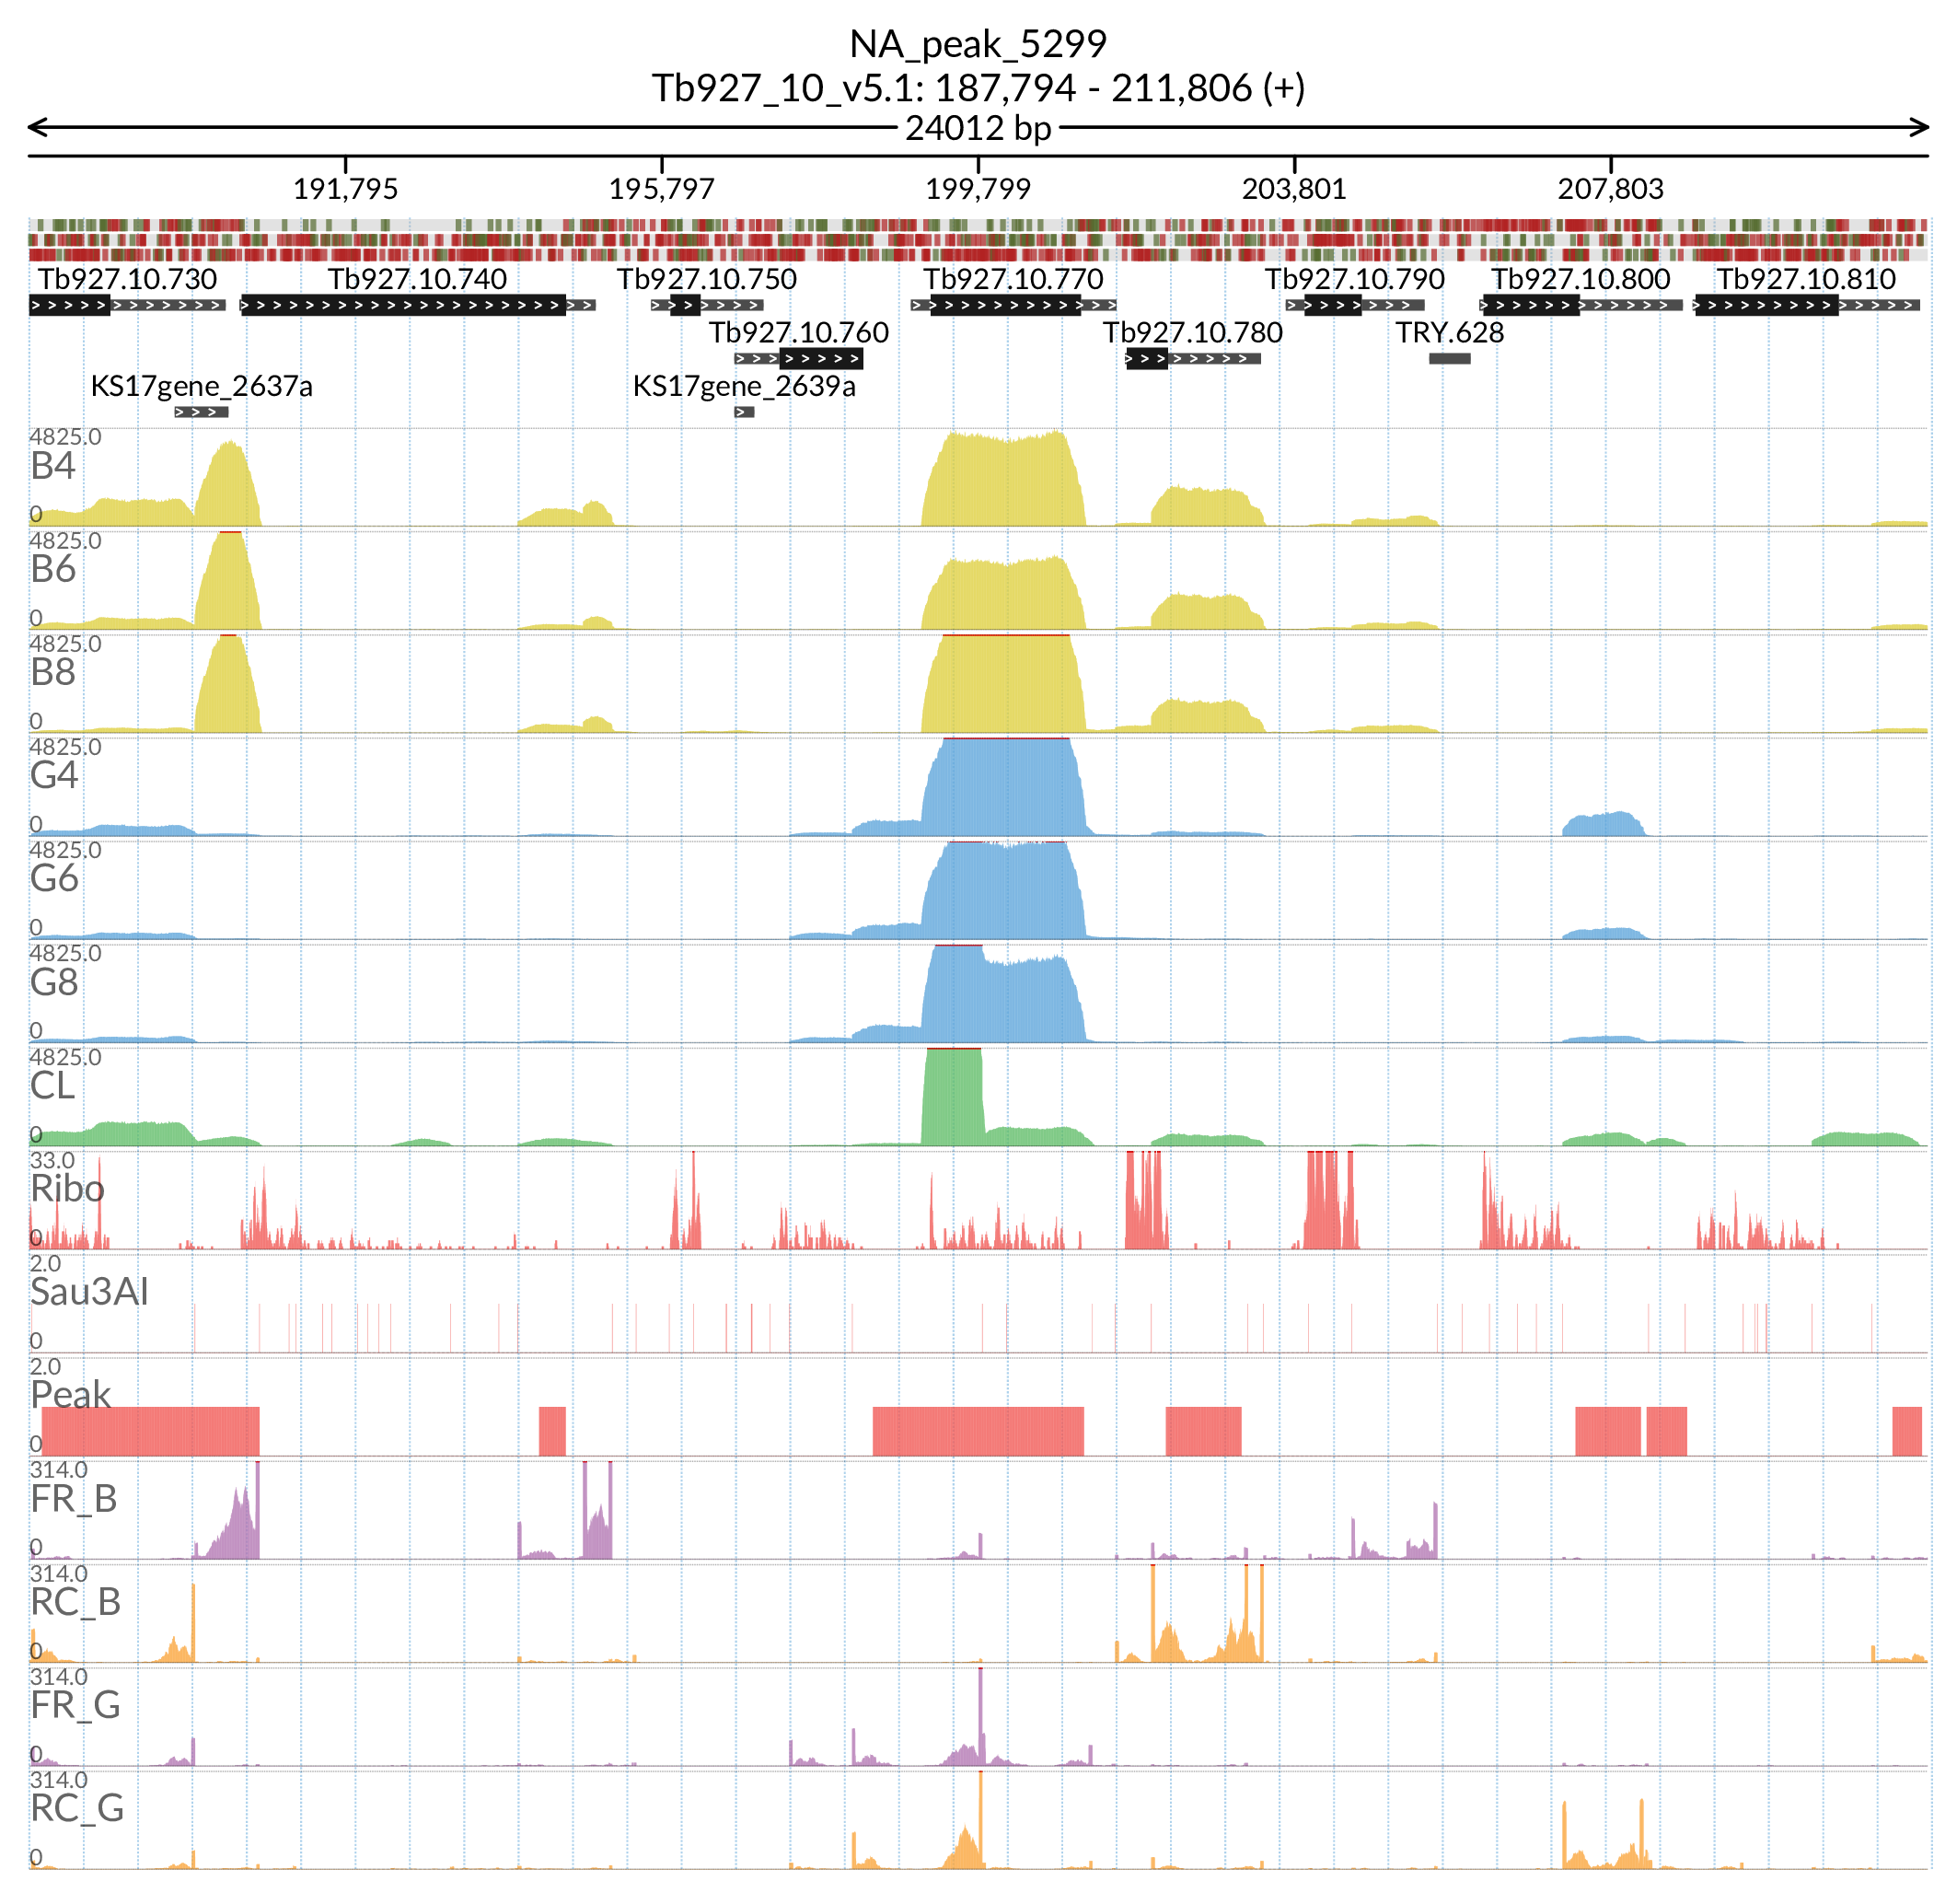 NA_peak_5299
Tb927_10_v5.1: 187,794 - 211,806 (+)
24012 bp
191,795 195,797 199,799 203,801 207,803
Tb927.10.730 Tb927.10.740 Tb927.10.750 Tb927.10.770 Tb927.10.790 Tb927.10.800 Tb927.10.810
Tb927.10.760 Tb927.10.780 TRY.628
KS17gene_2637a KS17gene_2639a
4825.0
B4
0
4825.0
B6
0
4825.0
B8
0
4825.0
G4
0
4825.0
G6
0
4825.0
G8
0
4825.0
CL
0
33.0
Ribo
0
2.0
Sau3AI
0
2.0
Peak
0
314.0
FR_B
0
314.0
RC_B
0
314.0
FR_G
0
314.0
RC_G
0